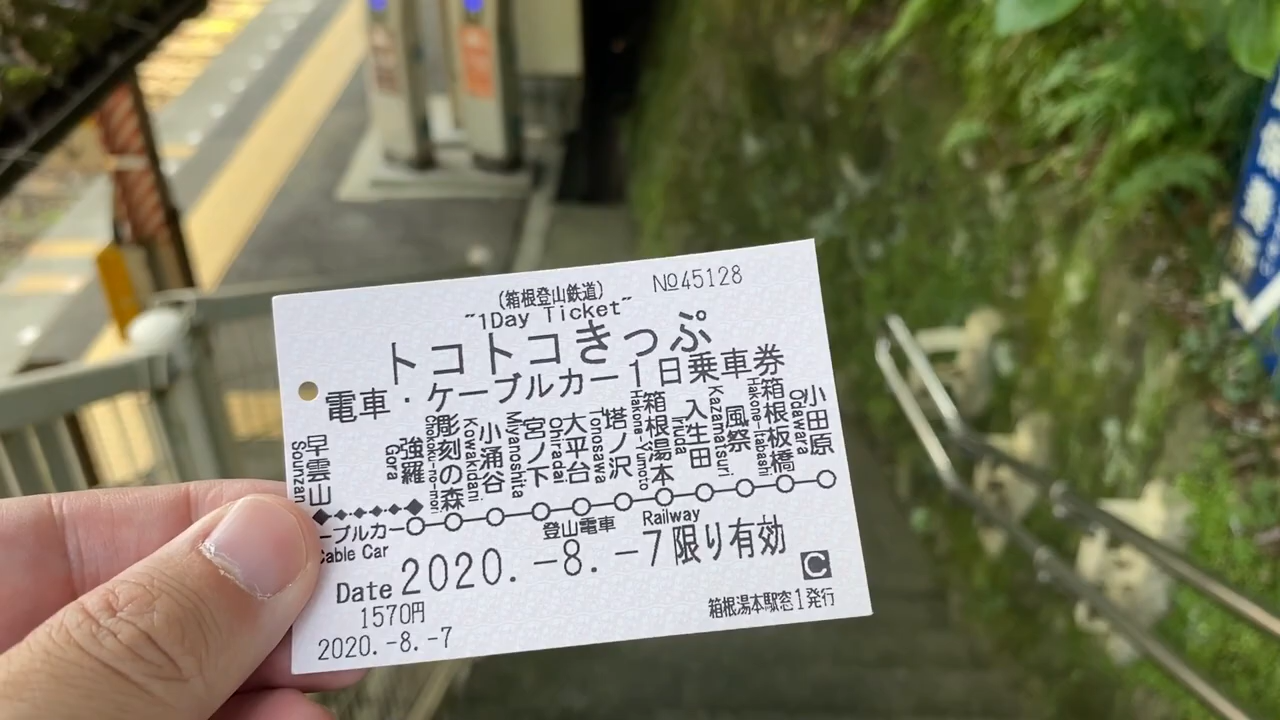 (箱根登山鉄道)
№45128
"1Day Ticket"
トコトコきっぷ
電車・ケーブルカー1日乗車券
早雲山
Sounzan
強羅
Gora
彫刻の森
Chokoku-no-mori
小涌谷
Kowakidani
宮ノ下
Miyanoshita
大平台
Ohiradai
塔ノ沢
Tonosawa
箱根湯本
Hakone-Yumoto
入生田
Iriuda
風祭
Kazamatsuri
箱根板橋
Hakone-Itabashi
小田原
Odawara
ーブルカー
Cable Car
登山電車
Railway
Date 2020.-8.-7限り有効
1570円
C
2020.-8.-7
箱根湯本駅窓1発行